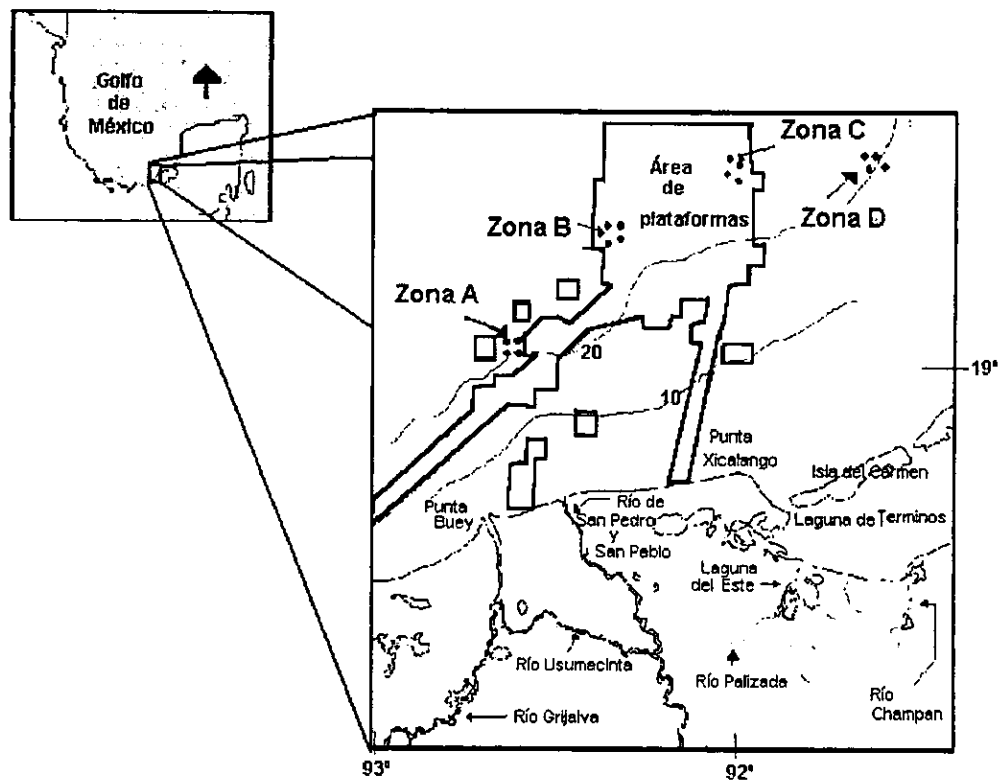 Golfo
de
México
Zona C
Área
de
plataformas
Zona B
Zona D
Zona A
20
19°
10
Punta
Xicalango
Isla del Carmen
Punta
Buey
Río de
San Pedro
y
San Pablo
Laguna de Terminos
Laguna
del Este
Río Usumacinta
Río Palizada
Río
Champan
Río Grijalva
93°
92°